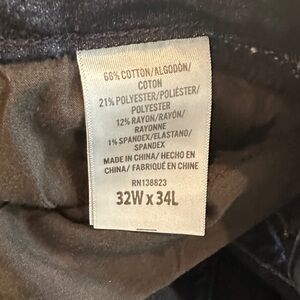 66% COTTON/ALGODÓN/
COTON
21% POLYESTER/POLIÉSTER/
POLYESTER
12% RAYON/RAYÓN/
RAYONNE
1% SPANDEX/ELASTANO/
SPANDEX
MADE IN CHINA/ HECHO EN
CHINA/ FABRIQUÉ EN CHINE
RN138823
32W x 34L